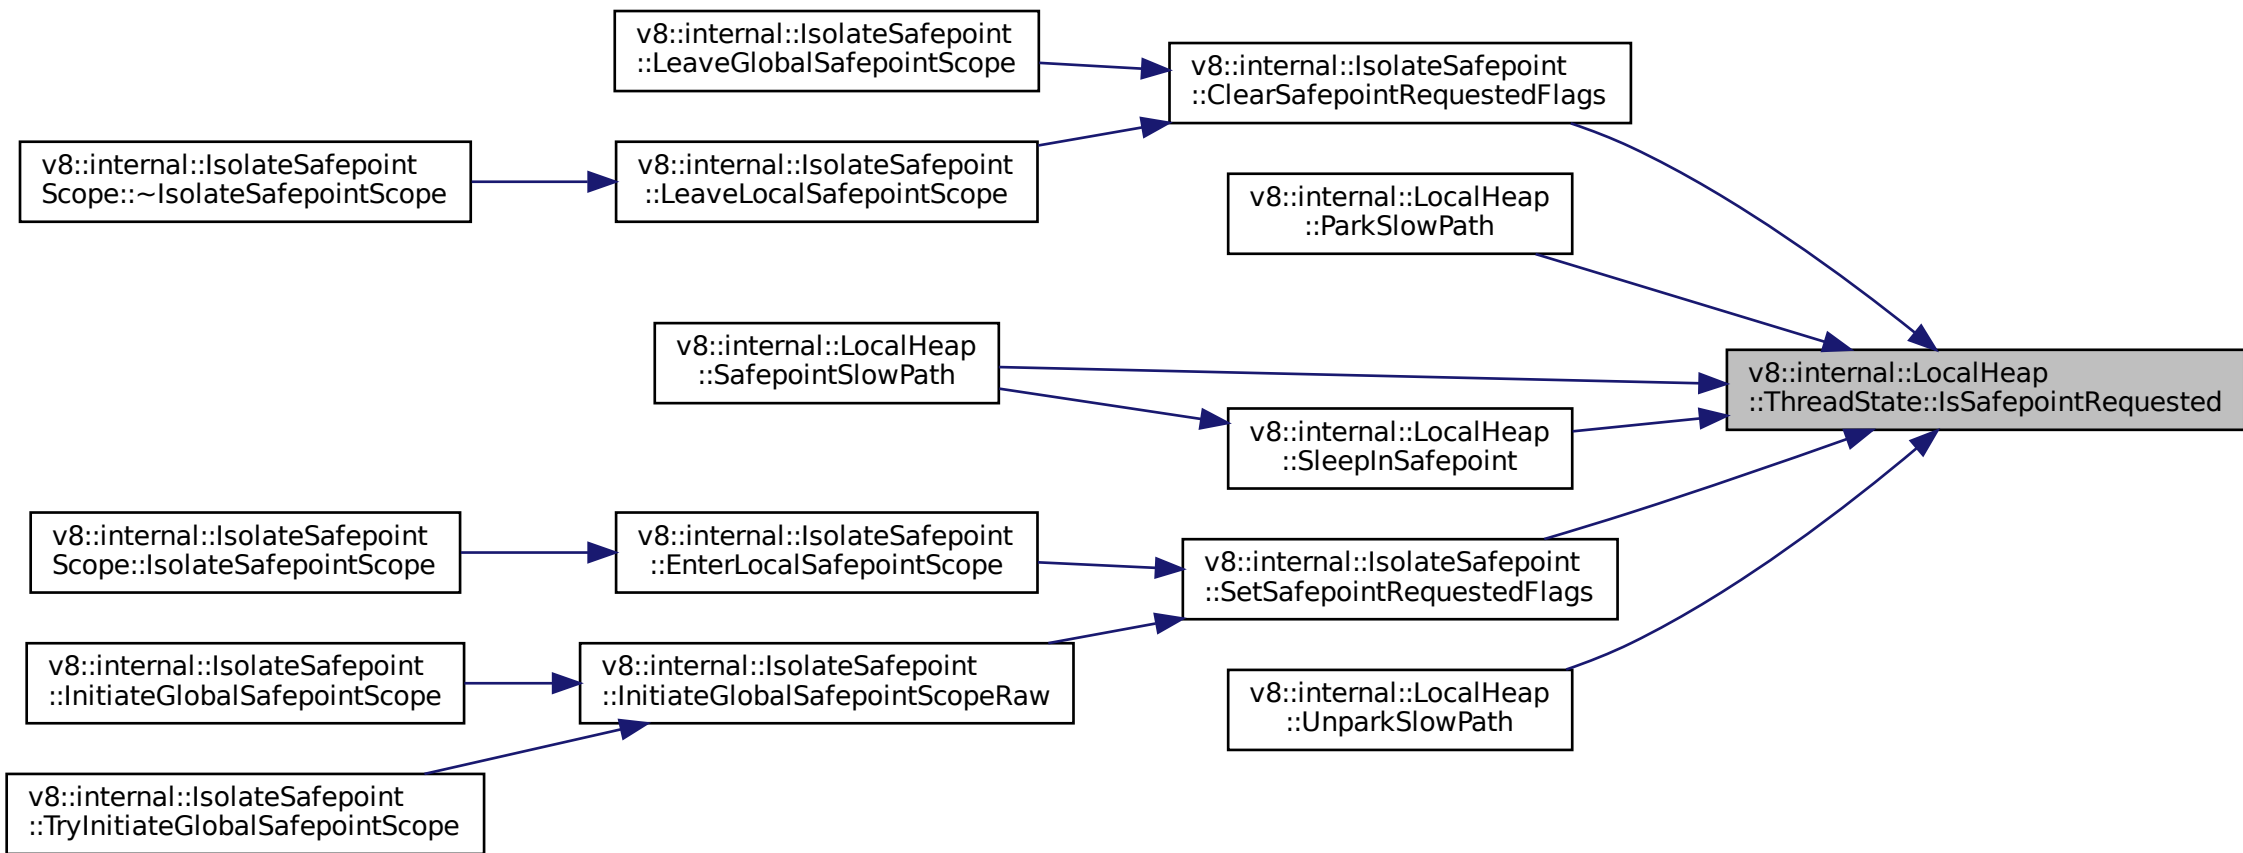 v8::internal::IsolateSafepoint
::LeaveGlobalSafepointScope
v8::internal::IsolateSafepoint
::ClearSafepointRequestedFlags
v8::internal::IsolateSafepoint
Scope::~IsolateSafepointScope
v8::internal::IsolateSafepoint
::LeaveLocalSafepointScope
v8::internal::LocalHeap
::ParkSlowPath
v8::internal::LocalHeap
::SafepointSlowPath
v8::internal::LocalHeap
::ThreadState::IsSafepointRequested
v8::internal::LocalHeap
::SleepInSafepoint
v8::internal::IsolateSafepoint
Scope::IsolateSafepointScope
v8::internal::IsolateSafepoint
::EnterLocalSafepointScope
v8::internal::IsolateSafepoint
::SetSafepointRequestedFlags
v8::internal::IsolateSafepoint
::InitiateGlobalSafepointScope
v8::internal::IsolateSafepoint
::InitiateGlobalSafepointScopeRaw
v8::internal::LocalHeap
::UnparkSlowPath
v8::internal::IsolateSafepoint
::TryInitiateGlobalSafepointScope